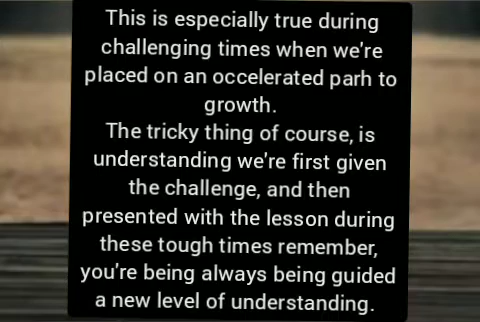 This is especially true during
challenging times when we're
placed on an occelerated parh to
growth.
The tricky thing of course, is
understanding we're first given
the challenge, and then
presented with the lesson during
these tough times remember,
you're being always being guided
a new level of understanding.